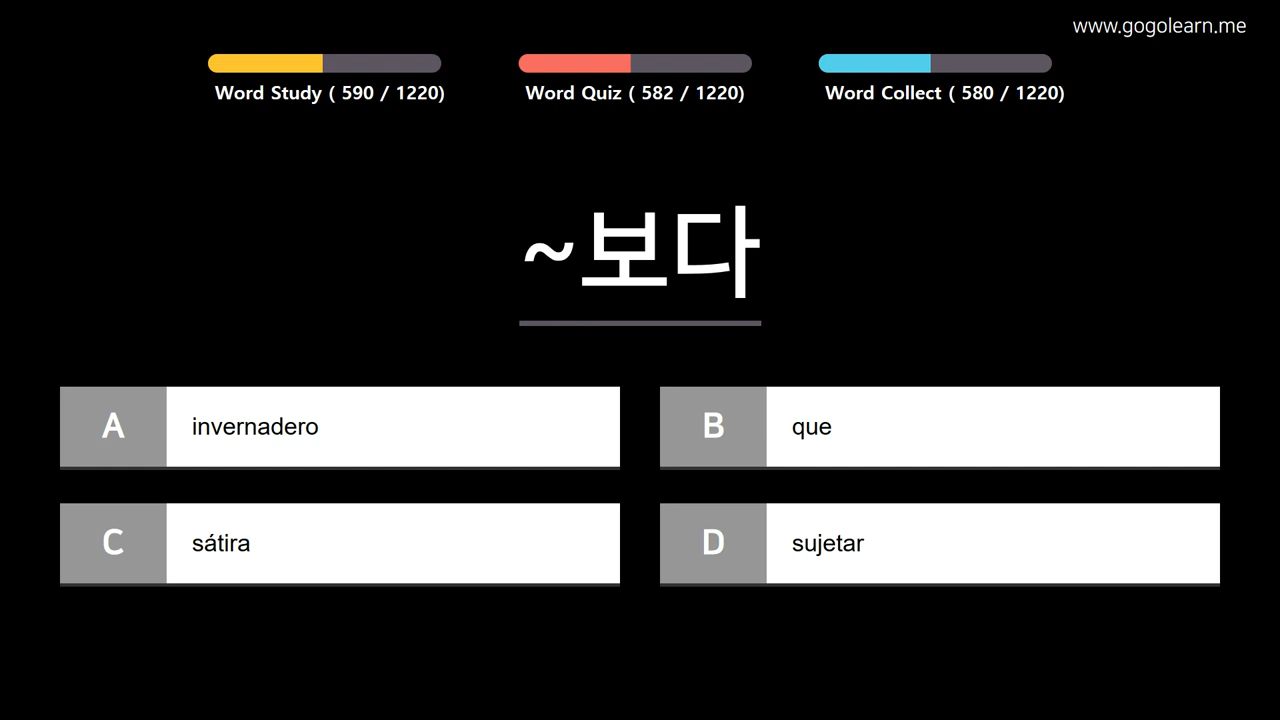 www.gogolearn.me
Word Study ( 590 / 1220)
Word Quiz ( 582 / 1220)
Word Collect ( 580 / 1220)
~보다
A invernadero
B que
C sátira
D sujetar